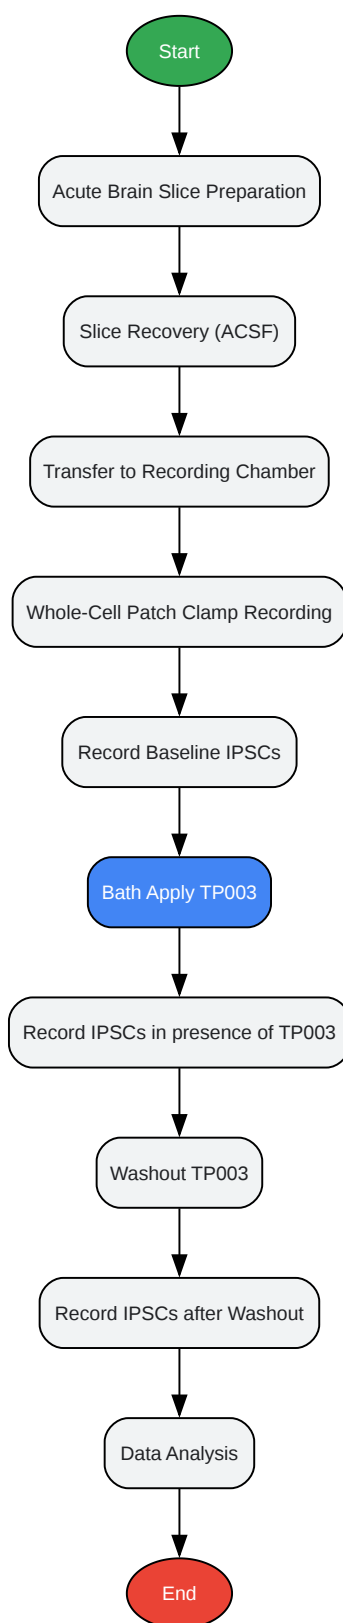 Start
Acute Brain Slice Preparation
Slice Recovery (ACSF)
Transfer to Recording Chamber
Whole-Cell Patch Clamp Recording
Record Baseline IPSCs
Bath Apply TP003
Record IPSCs in presence of TP003
Washout TP003
Record IPSCs after Washout
Data Analysis
End